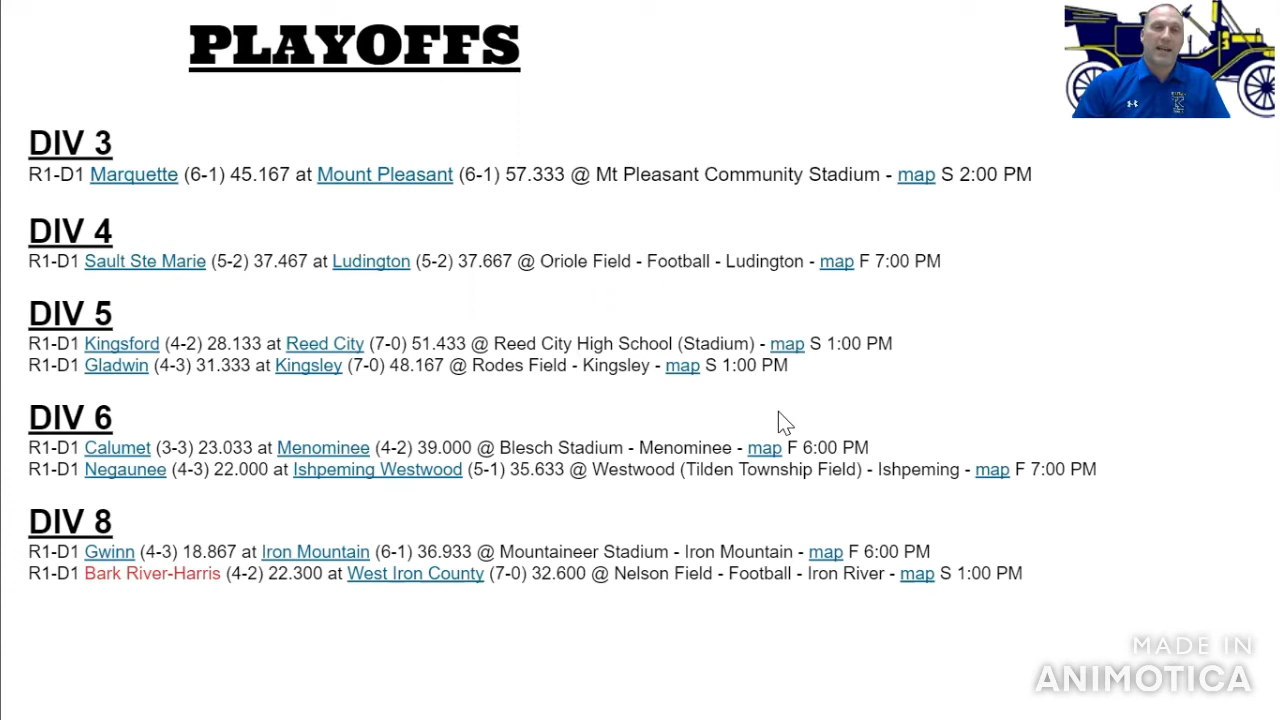 PLAYOFFS
DIV 3
R1-D1 Marquette (6-1) 45.167 at Mount Pleasant (6-1) 57.333 @ Mt Pleasant Community Stadium - map S 2:00 PM
DIV 4
R1-D1 Sault Ste Marie (5-2) 37.467 at Ludington (5-2) 37.667 @ Oriole Field - Football - Ludington - map F 7:00 PM
DIV 5
R1-D1 Kingsford (4-2) 28.133 at Reed City (7-0) 51.433 @ Reed City High School (Stadium) - map S 1:00 PM
R1-D1 Gladwin (4-3) 31.333 at Kingsley (7-0) 48.167 @ Rodes Field - Kingsley - map S 1:00 PM
DIV 6
R1-D1 Calumet (3-3) 23.033 at Menominee (4-2) 39.000 @ Blesch Stadium - Menominee - map F 6:00 PM
R1-D1 Negaunee (4-3) 22.000 at Ishpeming Westwood (5-1) 35.633 @ Westwood (Tilden Township Field) - Ishpeming - map F 7:00 PM
DIV 8
R1-D1 Gwinn (4-3) 18.867 at Iron Mountain (6-1) 36.933 @ Mountaineer Stadium - Iron Mountain - map F 6:00 PM
R1-D1 Bark River-Harris (4-2) 22.300 at West Iron County (7-0) 32.600 @ Nelson Field - Football - Iron River - map S 1:00 PM
MADE IN
ANIMOTICA